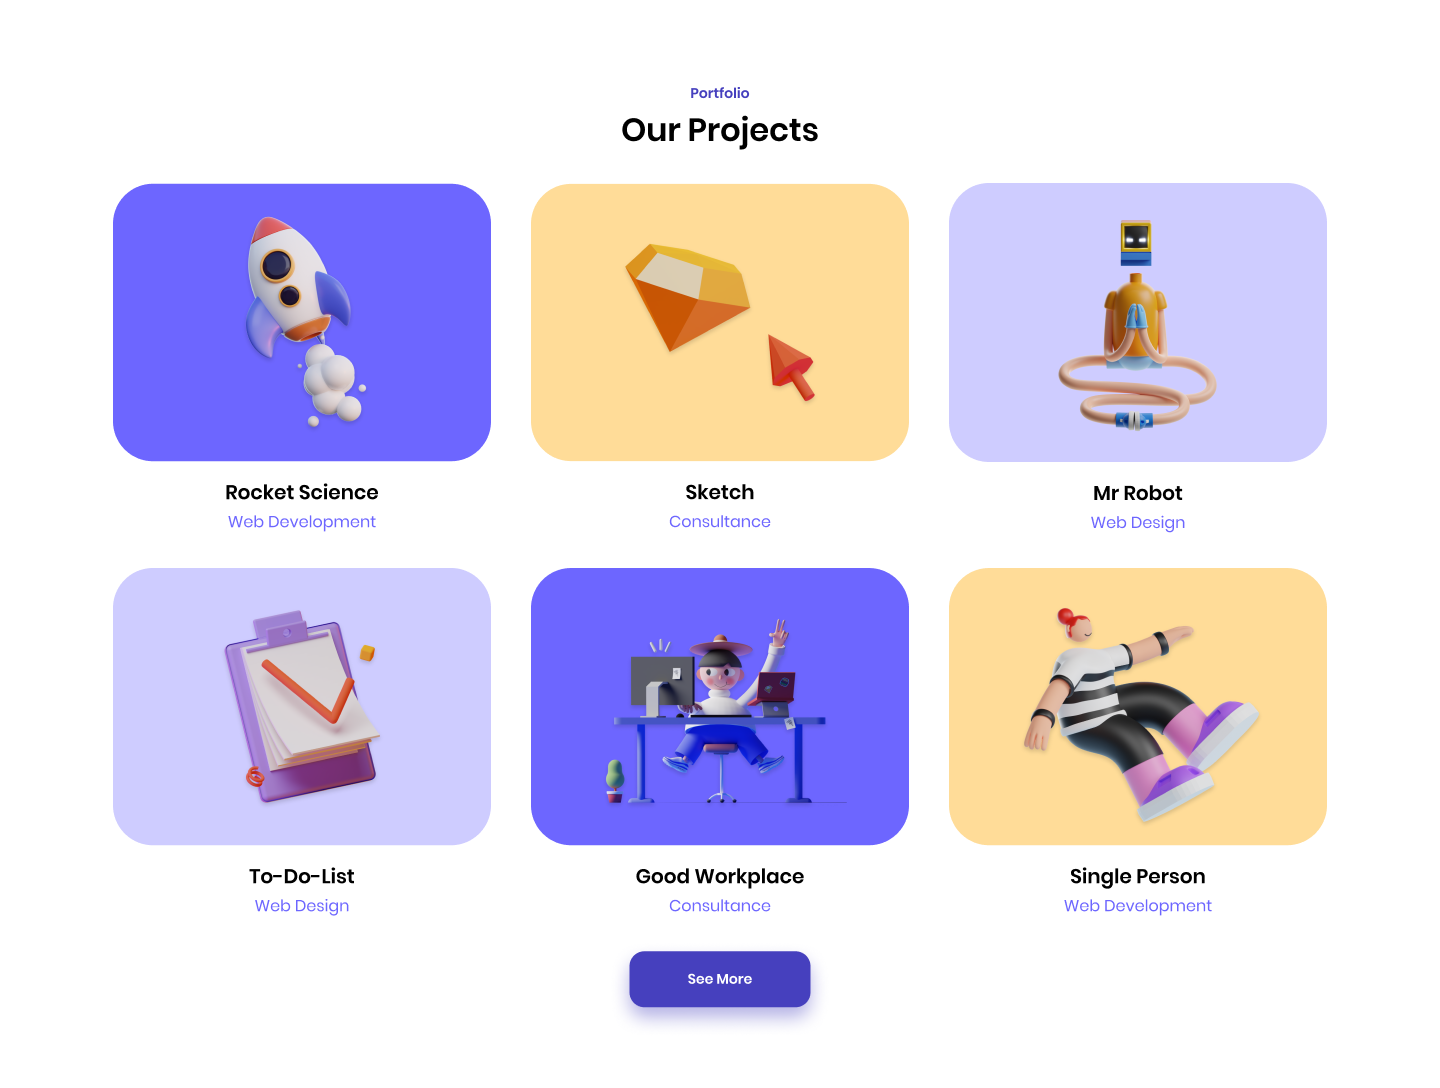 Portfolio
Our Projects
Rocket Science
Web Development
Sketch
Consultance
Mr Robot
Web Design
To-Do-List
Web Design
Good Workplace
Consultance
Single Person
Web Development
See More